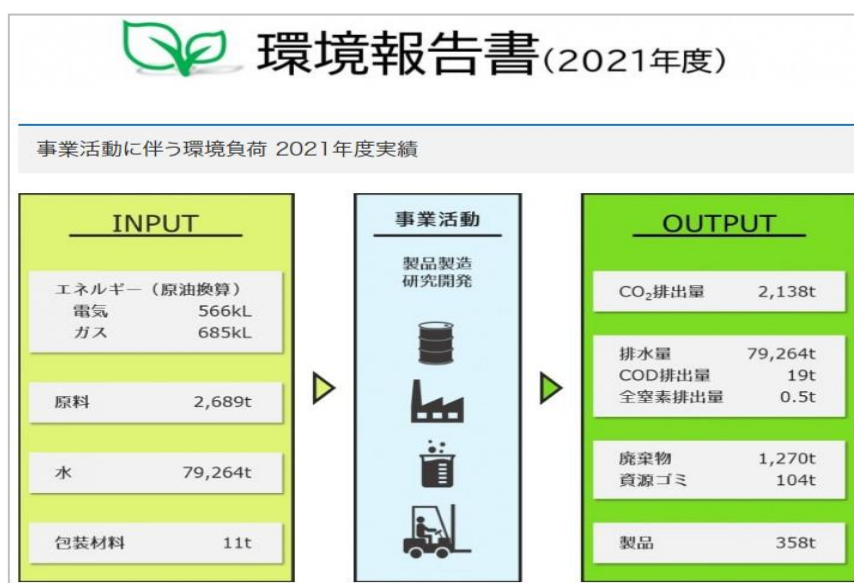 環境報告書(2021年度)
事業活動に伴う環境負荷 2021年度実績
INPUT
エネルギー（原油換算）
電気 566kL
ガス 685kL
原料 2,689t
水 79,264t
包装材料 11t
事業活動
製品製造
研究開発
OUTPUT
CO₂排出量 2,138t
排水量 79,264t
COD排出量 19t
全窒素排出量 0.5t
廃棄物 1,270t
資源ゴミ 104t
製品 358t